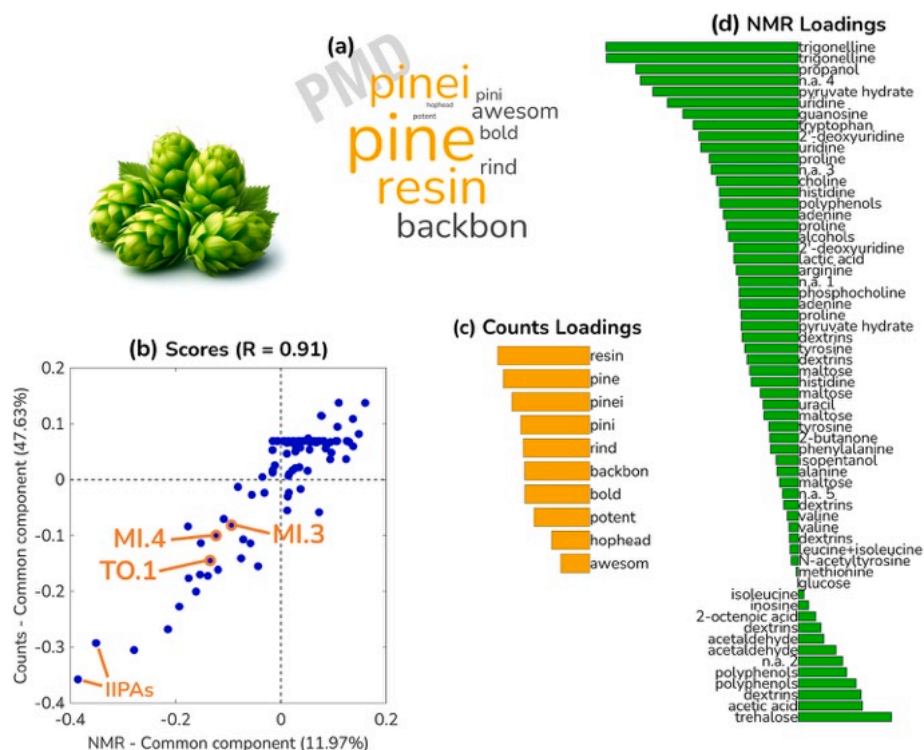 (a)
PMD
pinei
hophead
pini
potent
awesom
pine
bold
rind
resin
backbon
(b) Scores (R = 0.91)
Counts - Common component (47.63%)
0.2
0.1
0
-0.1
-0.2
-0.3
-0.4
MI.4
MI.3
TO.1
IIPAs
-0.4
-0.2
0
0.2
NMR - Common component (11.97%)
(c) Counts Loadings
resin
pine
pinei
pini
rind
backbon
bold
potent
hophead
awesom
(d) NMR Loadings
trigonelline
trigonelline
propanol
n.a. 4
pyruvate hydrate
uridine
guanosine
tryptophan
2'-deoxyuridine
uridine
proline
n.a. 3
choline
histidine
polyphenols
adenine
proline
alcohols
2'-deoxyuridine
lactic acid
arginine
n.a. 1
phosphocholine
adenine
proline
pyruvate hydrate
dextrins
tyrosine
dextrins
maltose
histidine
maltose
uracil
maltose
tyrosine
2-butanone
phenylalanine
isopentanol
alanine
maltose
n.a. 5
dextrins
valine
valine
dextrins
leucine+isoleucine
N-acetyltyrosine
methionine
glucose
isoleucine
inosine
2-octenoic acid
dextrins
acetaldehyde
acetaldehyde
n.a. 2
polyphenols
polyphenols
dextrins
acetic acid
trehalose